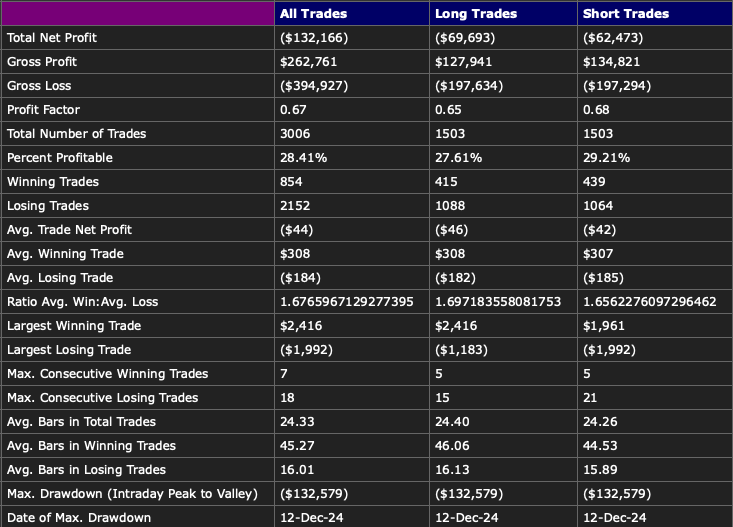 All Trades Long Trades Short Trades
Total Net Profit ($132,166) ($69,693) ($62,473)
Gross Profit $262,761 $127,941 $134,821
Gross Loss ($394,927) ($197,634) ($197,294)
Profit Factor 0.67 0.65 0.68
Total Number of Trades 3006 1503 1503
Percent Profitable 28.41% 27.61% 29.21%
Winning Trades 854 415 439
Losing Trades 2152 1088 1064
Avg. Trade Net Profit ($44) ($46) ($42)
Avg. Winning Trade $308 $308 $307
Avg. Losing Trade ($184) ($182) ($185)
Ratio Avg. Win:Avg. Loss 1.6765967129277395 1.697183558081753 1.6562276097296462
Largest Winning Trade $2,416 $2,416 $1,961
Largest Losing Trade ($1,992) ($1,183) ($1,992)
Max. Consecutive Winning Trades 7 5 5
Max. Consecutive Losing Trades 18 15 21
Avg. Bars in Total Trades 24.33 24.40 24.26
Avg. Bars in Winning Trades 45.27 46.06 44.53
Avg. Bars in Losing Trades 16.01 16.13 15.89
Max. Drawdown (Intraday Peak to Valley) ($132,579) ($132,579) ($132,579)
Date of Max. Drawdown 12-Dec-24 12-Dec-24 12-Dec-24